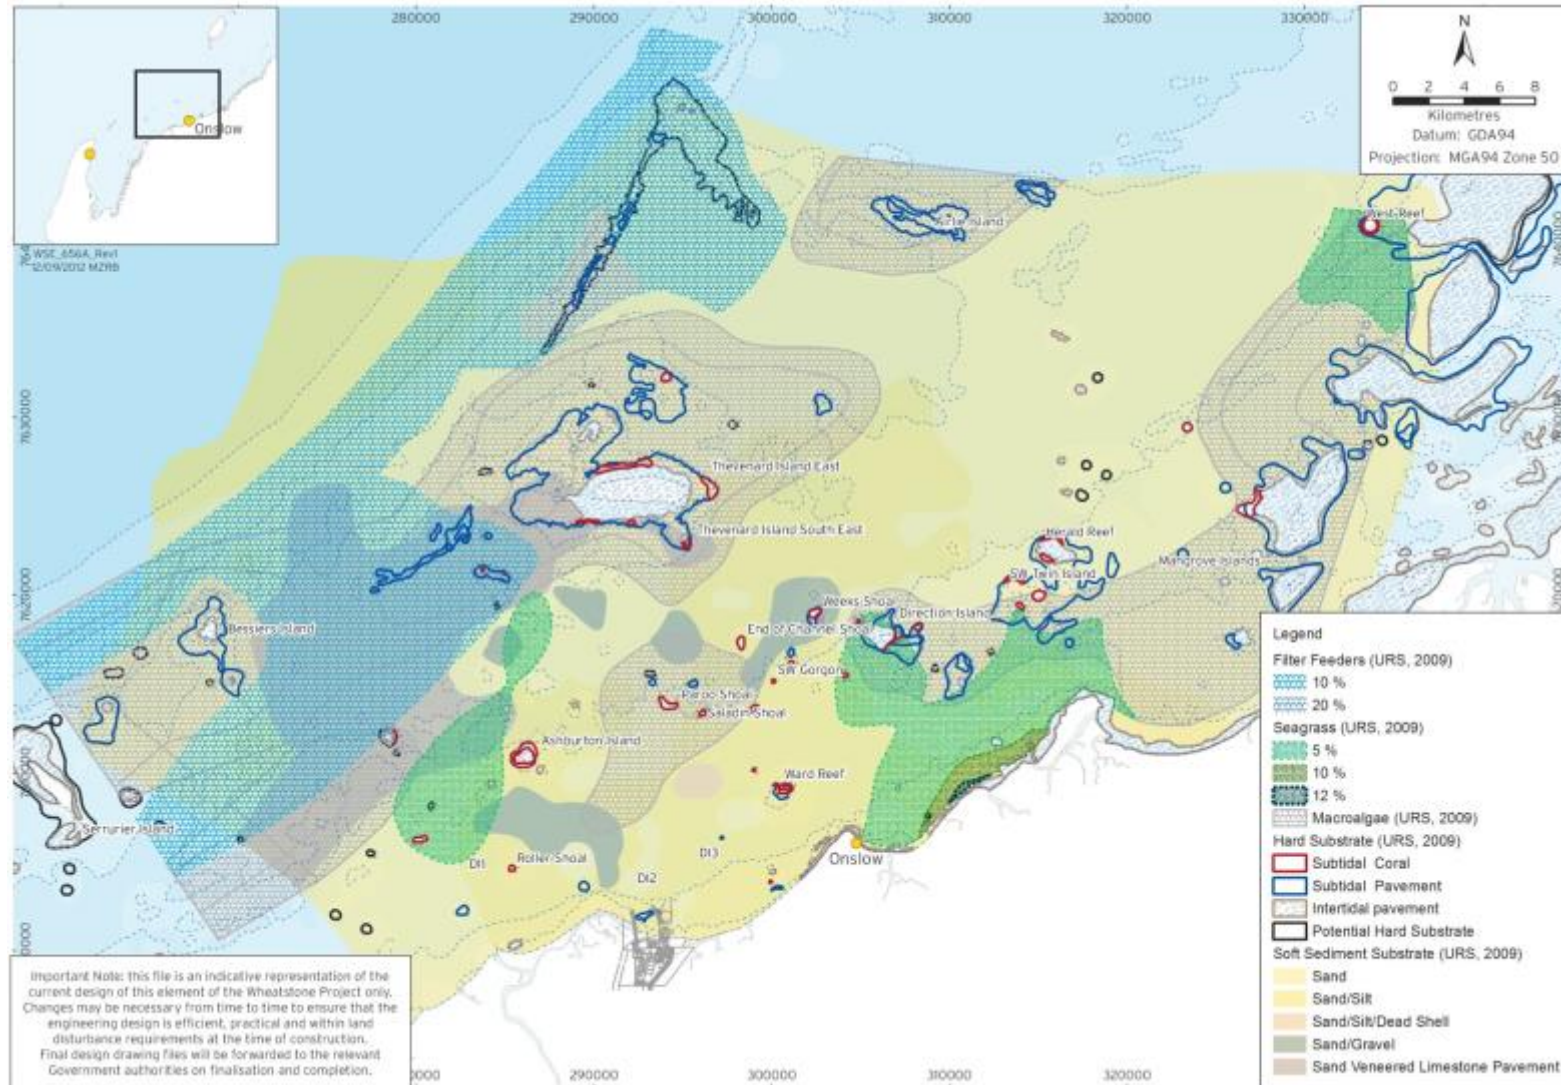 280000
290000
300000
310000
320000
330000
N
0 2 4 6 8
Kilometres
Datum: GDA94
Projection: MGA94 Zone 50
Onslow
WSE_656A_Rev1
12/09/2012 MZRB
West Reef
Island
7630000
Thevenard Island East
Thevenard Island South East
Herald Reef
Mangrove Islands
SW Twin Island
Weeks Shoal
Direction Island
Bessiers Island
End of Channel Shoal
SW Gorgon
Paroo Shoal
Saladin Shoal
Ashburton Island
Ward Reef
Serrurier Island
DI1
Roller Shoal
DI2
DI3
Onslow
Legend
Filter Feeders (URS, 2009)
10 %
20 %
Seagrass (URS, 2009)
5 %
10 %
12 %
Macroalgae (URS, 2009)
Hard Substrate (URS, 2009)
Subtidal Coral
Subtidal Pavement
Intertidal pavement
Potential Hard Substrate
Soft Sediment Substrate (URS, 2009)
Sand
Sand/Silt
Sand/Silt/Dead Shell
Sand/Gravel
Sand Veneered Limestone Pavement
Important Note: this file is an indicative representation of the
current design of this element of the Wheatstone Project only.
Changes may be necessary from time to time to ensure that the
engineering design is efficient, practical and within land
disturbance requirements at the time of construction.
Final design drawing files will be forwarded to the relevant
Government authorities on finalisation and completion.
290000
300000
310000
320000